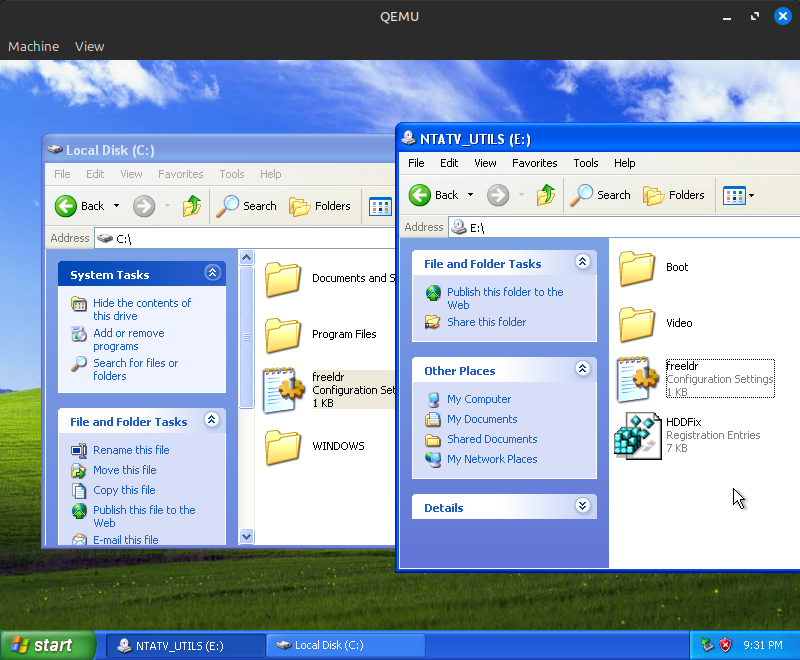 QEMU
Machine View
Local Disk (C:)
File Edit View Favorites Tools Help
Back Search Folders
Address C:\
System Tasks
Hide the contents of
this drive
Add or remove
programs
Search for files or
folders
File and Folder Tasks
Rename this file
Move this file
Copy this file
Publish this file to the
Web
E-mail this file
Documents and S
Program Files
freeldr
Configuration Set
1 KB
WINDOWS
NTATV_UTILS (E:)
File Edit View Favorites Tools Help
Back Search Folders
Address E:\
File and Folder Tasks
Publish this folder to the
Web
Share this folder
Other Places
My Computer
My Documents
Shared Documents
My Network Places
Details
Boot
Video
freeldr
Configuration Settings
1 KB
HDDFix
Registration Entries
7 KB
start NTATV_UTILS (E:) Local Disk (C:) 9:31 PM